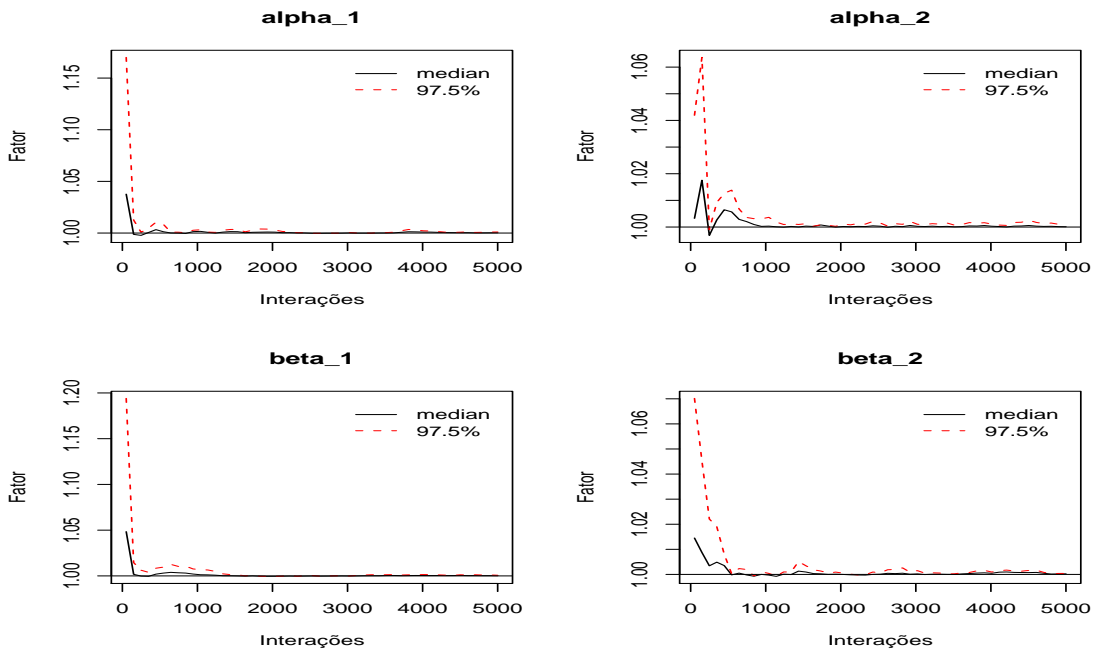 alpha_1
median
97.5%
Fator
1.00
1.05
1.10
1.15
0
1000
2000
3000
4000
5000
Interações
alpha_2
median
97.5%
Fator
1.00
1.02
1.04
1.06
0
1000
2000
3000
4000
5000
Interações
beta_1
median
97.5%
Fator
1.00
1.05
1.10
1.15
1.20
0
1000
2000
3000
4000
5000
Interações
beta_2
median
97.5%
Fator
1.00
1.02
1.04
1.06
0
1000
2000
3000
4000
5000
Interações